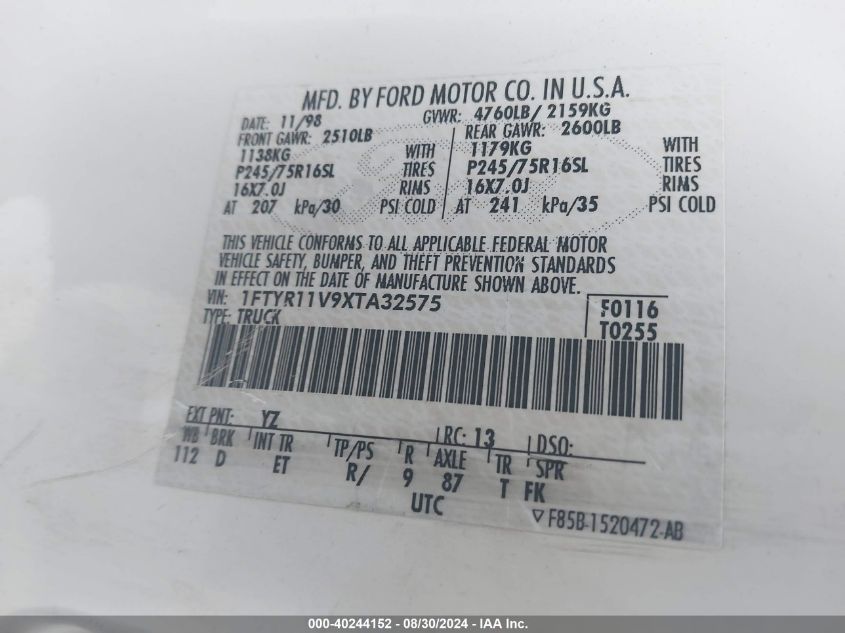 MFD. BY FORD MOTOR CO. IN U.S.A.
DATE: 11/98 GVWR: 4760LB/ 2159KG
FRONT GAWR: 2510LB REAR GAWR: 2600LB
1138KG WITH 1179KG WITH
P245/75R16SL TIRES P245/75R16SL TIRES
16X7.0J RIMS 16X7.0J RIMS
AT 207 kPa/30 PSI COLD AT 241 kPa/35 PSI COLD
THIS VEHICLE CONFORMS TO ALL APPLICABLE FEDERAL MOTOR
VEHICLE SAFETY, BUMPER, AND THEFT PREVENTION STANDARDS
IN EFFECT ON THE DATE OF MANUFACTURE SHOWN ABOVE.
VIN: 1FTYR11V9XTA32575 F0116
TYPE: TRUCK T0255
EXT PNT: YZ RC: 13 DSO:
WB BRK INT TR TP/PS R AXLE TR SPR
112 D ET R/ 9 87 T FK
UTC
F85B-1520472-AB
000-40244152 - 08/30/2024 - IAA Inc.